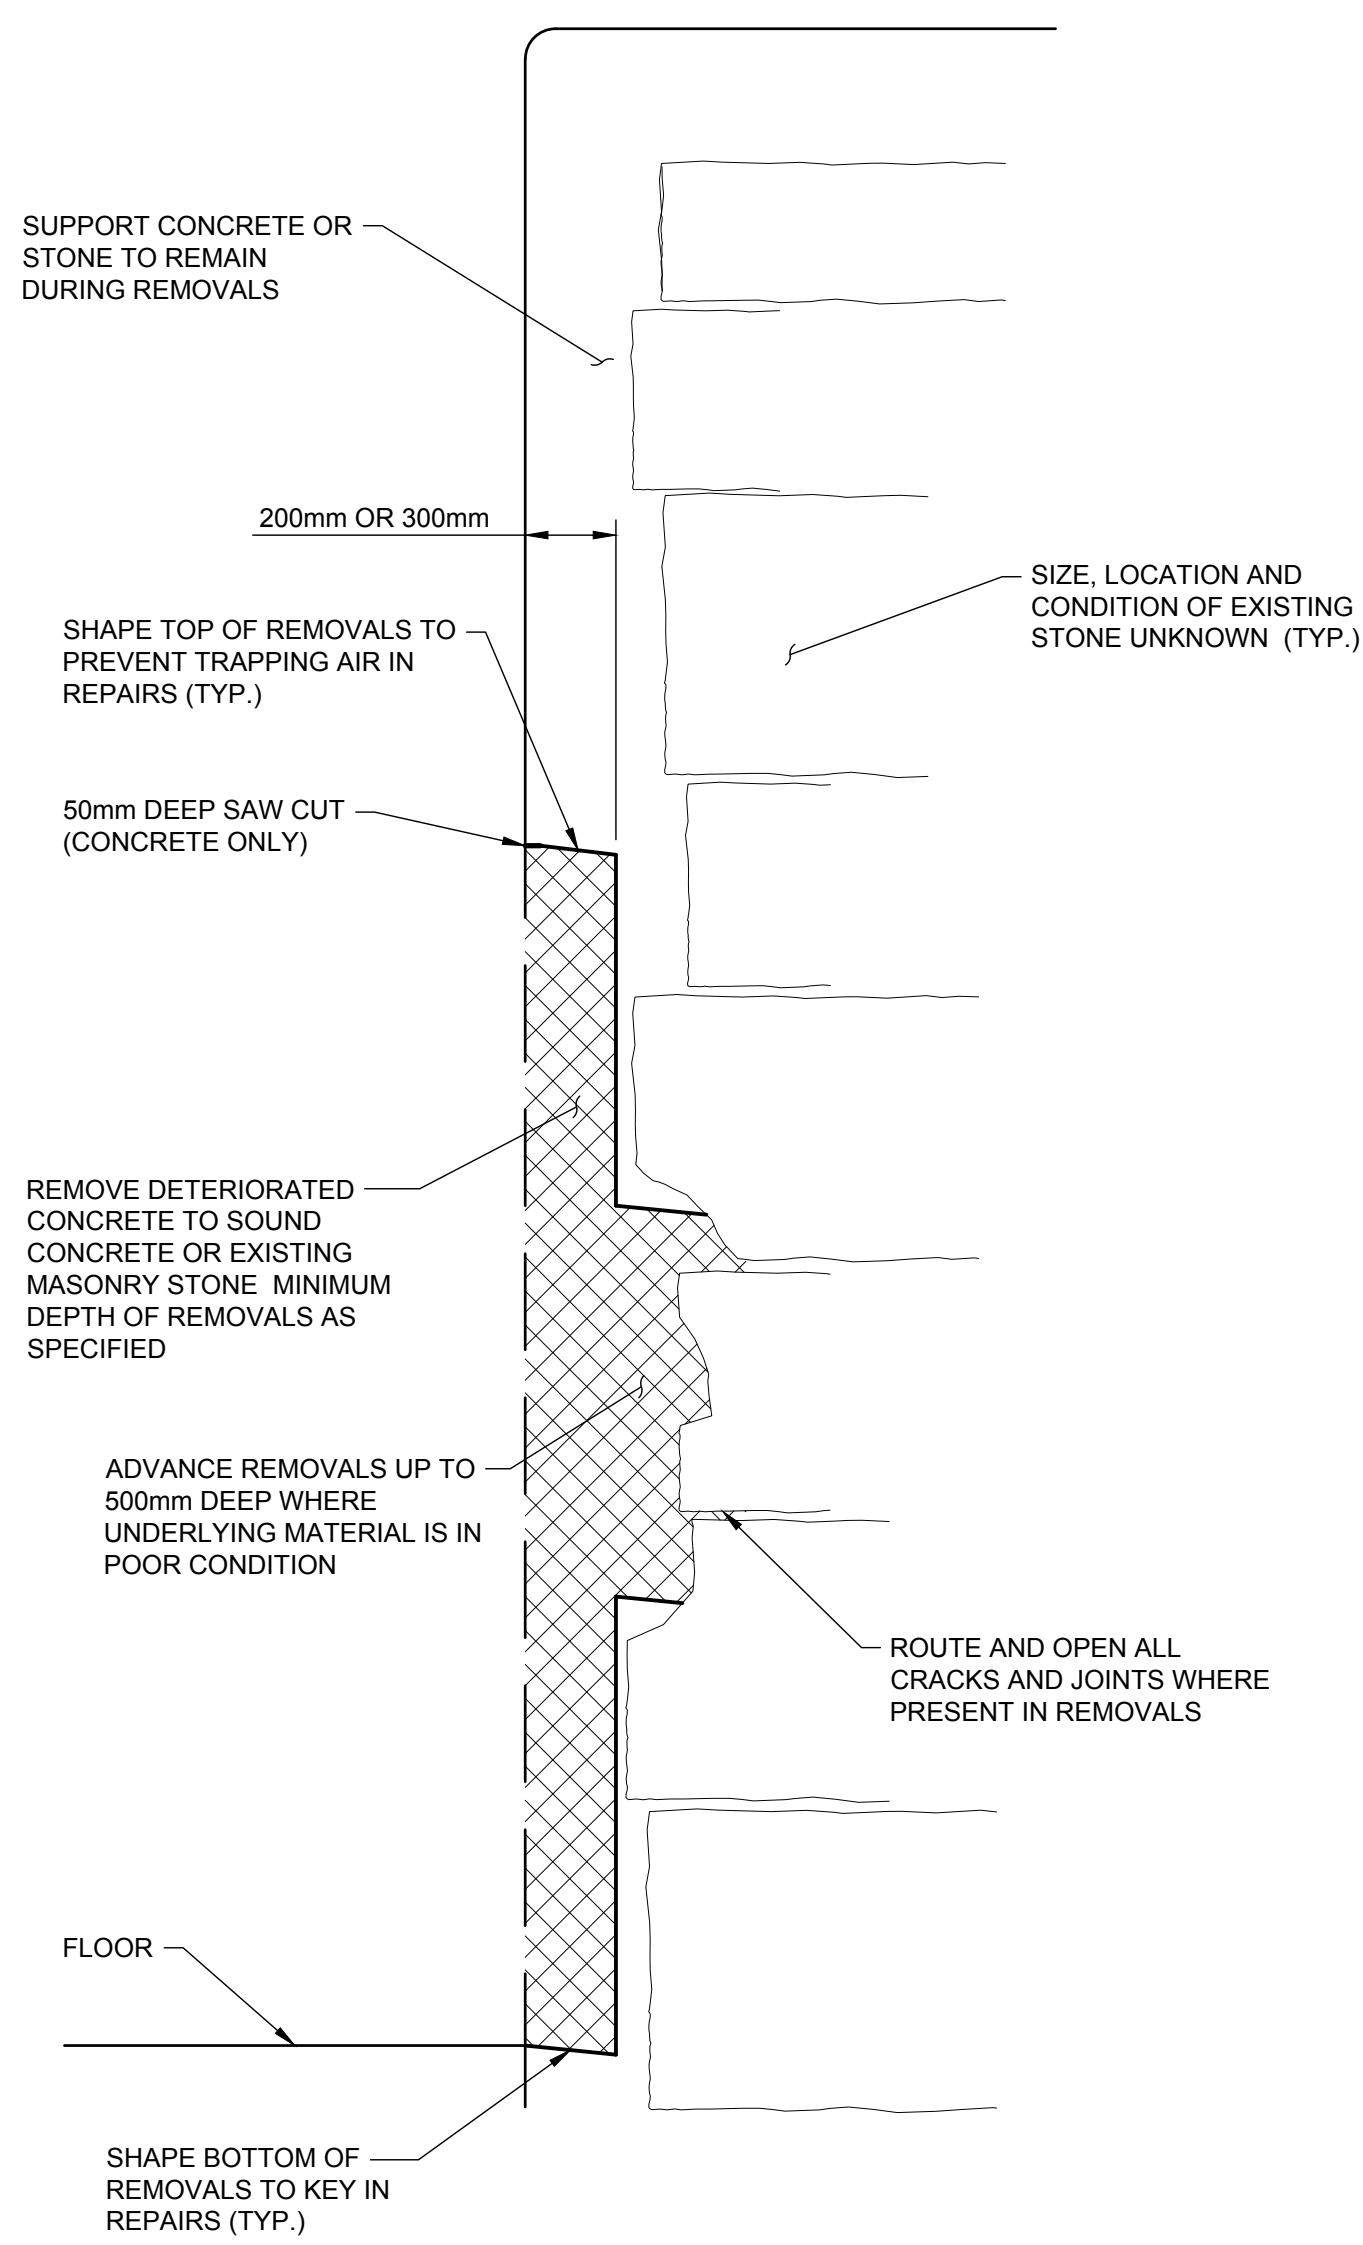 SUPPORT CONCRETE OR
STONE TO REMAIN
DURING REMOVALS
200mm OR 300mm
SIZE, LOCATION AND
CONDITION OF EXISTING
STONE UNKNOWN (TYP.)
SHAPE TOP OF REMOVALS TO
PREVENT TRAPPING AIR IN
REPAIRS (TYP.)
50mm DEEP SAW CUT
(CONCRETE ONLY)
REMOVE DETERIORATED
CONCRETE TO SOUND
CONCRETE OR EXISTING
MASONRY STONE MINIMUM
DEPTH OF REMOVALS AS
SPECIFIED
ADVANCE REMOVALS UP TO
500mm DEEP WHERE
UNDERLYING MATERIAL IS IN
POOR CONDITION
ROUTE AND OPEN ALL
CRACKS AND JOINTS WHERE
PRESENT IN REMOVALS
FLOOR
SHAPE BOTTOM OF
REMOVALS TO KEY IN
REPAIRS (TYP.)